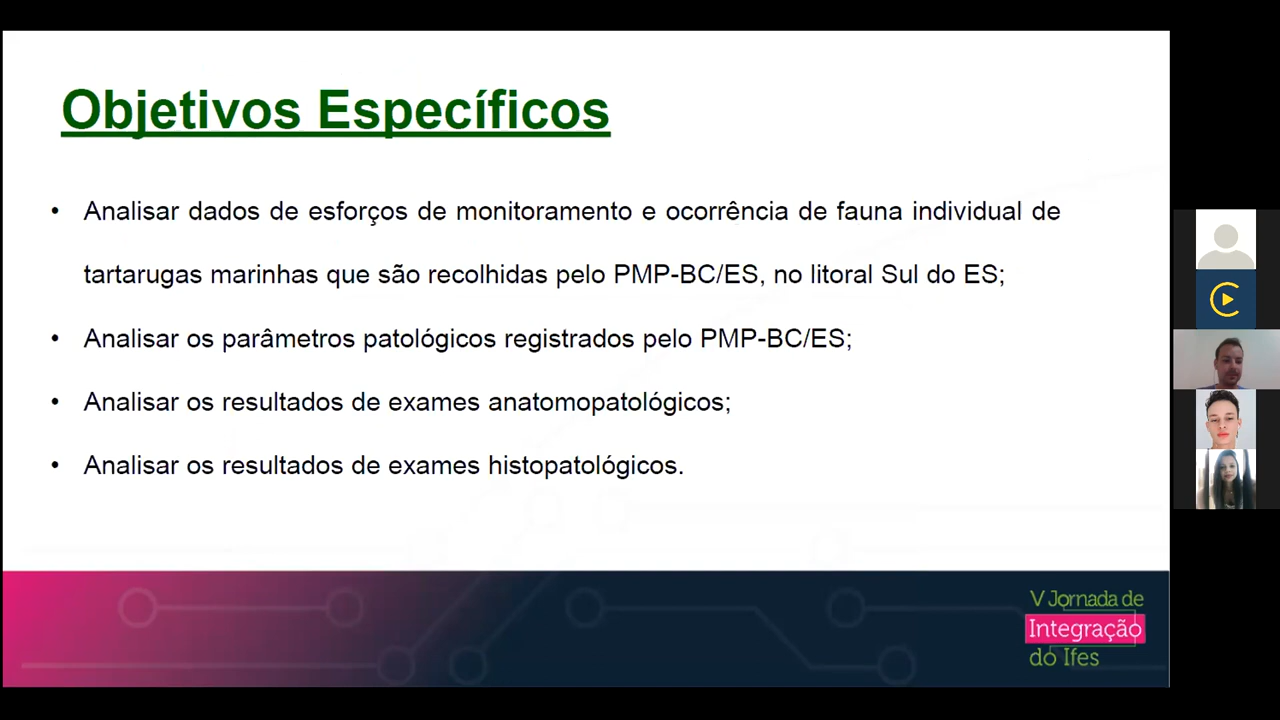 Objetivos Específicos
• Analisar dados de esforços de monitoramento e ocorrência de fauna individual de
tartarugas marinhas que são recolhidas pelo PMP-BC/ES, no litoral Sul do ES;
• Analisar os parâmetros patológicos registrados pelo PMP-BC/ES;
• Analisar os resultados de exames anatomopatológicos;
• Analisar os resultados de exames histopatológicos.
V Jornada de
Integração
do Ifes